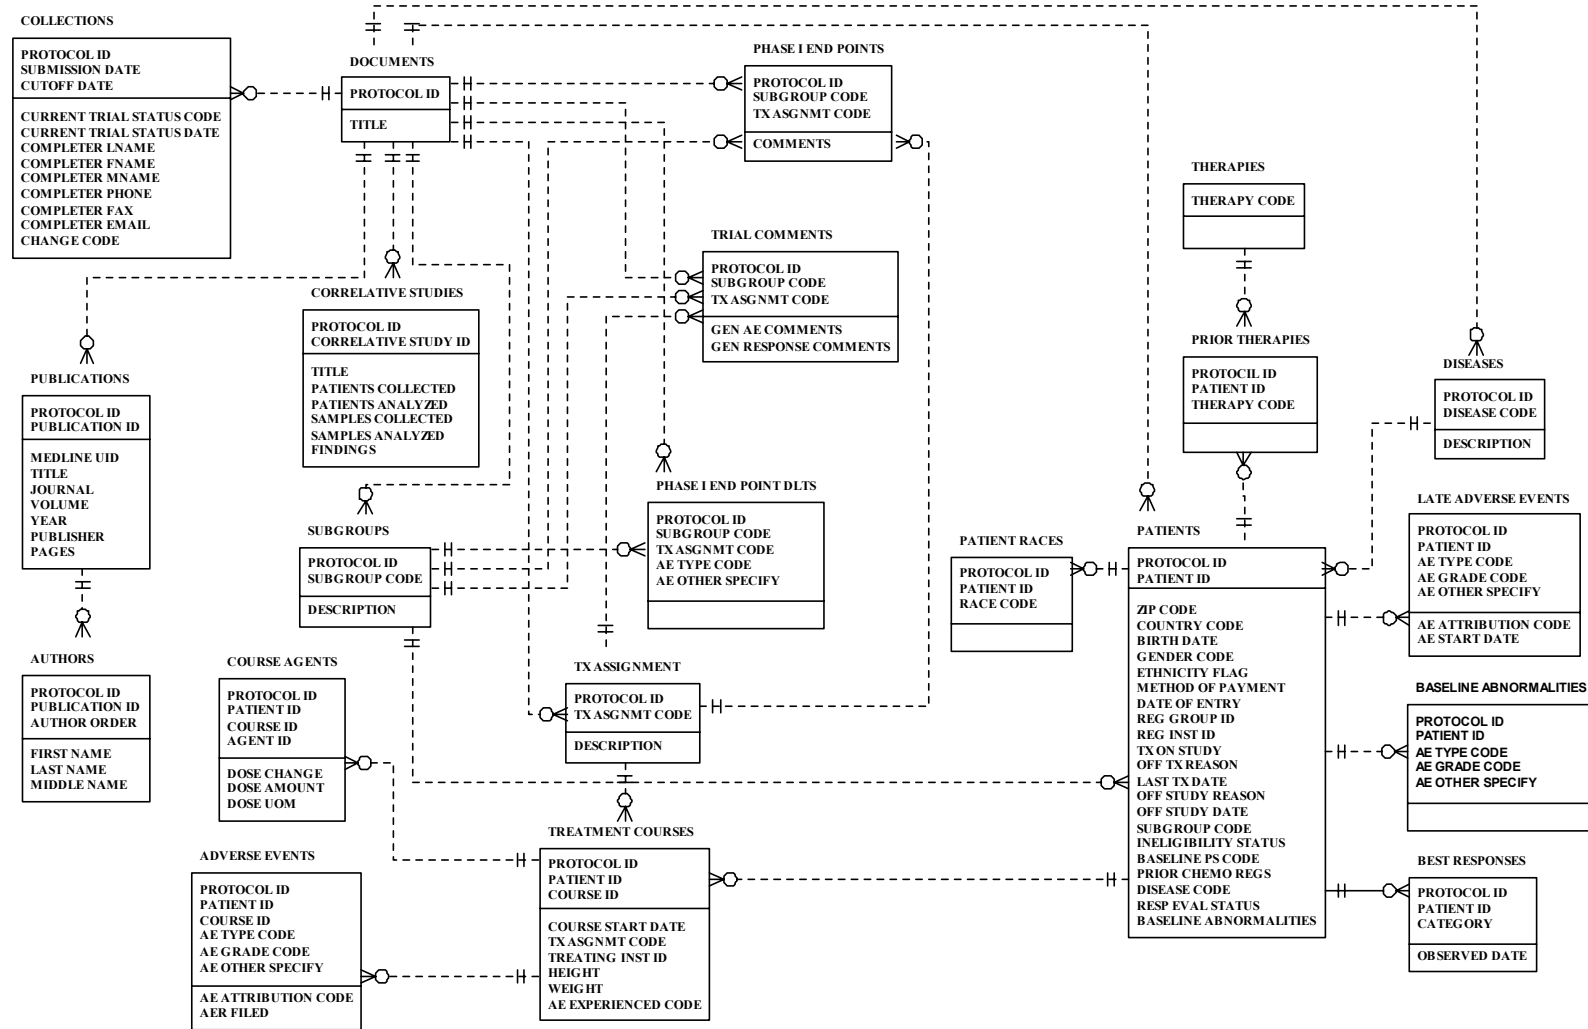 COLLECTIONS
PROTOCOL ID
SUBMISSION DATE
CUTOFF DATE
CURRENT TRIAL STATUS CODE
CURRENT TRIAL STATUS DATE
COMPLETER LNAME
COMPLETER FNAME
COMPLETER MNAME
COMPLETER PHONE
COMPLETER FAX
COMPLETER EMAIL
CHANGE CODE
DOCUMENTS
PROTOCOL ID
TITLE
PHASE I END POINTS
PROTOCOL ID
SUBGROUP CODE
TX ASGNMT CODE
COMMENTS
THERAPIES
THERAPY CODE
TRIAL COMMENTS
PROTOCOL ID
SUBGROUP CODE
TX ASGNMT CODE
GEN AE COMMENTS
GEN RESPONSE COMMENTS
CORRELATIVE STUDIES
PROTOCOL ID
CORRELATIVE STUDY ID
TITLE
PATIENTS COLLECTED
PATIENTS ANALYZED
SAMPLES COLLECTED
SAMPLES ANALYZED
FINDINGS
PRIOR THERAPIES
PROTOCIL ID
PATIENT ID
THERAPY CODE
DISEASES
PROTOCOL ID
DISEASE CODE
DESCRIPTION
PUBLICATIONS
PROTOCOL ID
PUBLICATION ID
MEDLINE UID
TITLE
JOURNAL
VOLUME
YEAR
PUBLISHER
PAGES
PHASE I END POINT DLTS
PROTOCOL ID
SUBGROUP CODE
TX ASGNMT CODE
AE TYPE CODE
AE OTHER SPECIFY
SUBGROUPS
PROTOCOL ID
SUBGROUP CODE
DESCRIPTION
PATIENT RACES
PROTOCOL ID
PATIENT ID
RACE CODE
PATIENTS
PROTOCOL ID
PATIENT ID
ZIP CODE
COUNTRY CODE
BIRTH DATE
GENDER CODE
ETHNICITY FLAG
METHOD OF PAYMENT
DATE OF ENTRY
REG GROUP ID
REG INST ID
TX ON STUDY
OFF TX REASON
LAST TX DATE
OFF STUDY REASON
OFF STUDY DATE
SUBGROUP CODE
INELIGIBILITY STATUS
BASELINE PS CODE
PRIOR CHEMO REGS
DISEASE CODE
RESP EVAL STATUS
BASELINE ABNORMALITIES
LATE ADVERSE EVENTS
PROTOCOL ID
PATIENT ID
AE TYPE CODE
AE GRADE CODE
AE OTHER SPECIFY
AE ATTRIBUTION CODE
AE START DATE
AUTHORS
PROTOCOL ID
PUBLICATION ID
AUTHOR ORDER
FIRST NAME
LAST NAME
MIDDLE NAME
COURSE AGENTS
PROTOCOL ID
PATIENT ID
COURSE ID
AGENT ID
DOSE CHANGE
DOSE AMOUNT
DOSE UOM
TX ASSIGNMENT
PROTOCOL ID
TX ASGNMT CODE
DESCRIPTION
BASELINE ABNORMALITIES
PROTOCOL ID
PATIENT ID
AE TYPE CODE
AE GRADE CODE
AE OTHER SPECIFY
TREATMENT COURSES
PROTOCOL ID
PATIENT ID
COURSE ID
COURSE START DATE
TX ASGNMT CODE
TREATING INST ID
HEIGHT
WEIGHT
AE EXPERIENCED CODE
ADVERSE EVENTS
PROTOCOL ID
PATIENT ID
COURSE ID
AE TYPE CODE
AE GRADE CODE
AE OTHER SPECIFY
AE ATTRIBUTION CODE
AER FILED
BEST RESPONSES
PROTOCOL ID
PATIENT ID
CATEGORY
OBSERVED DATE